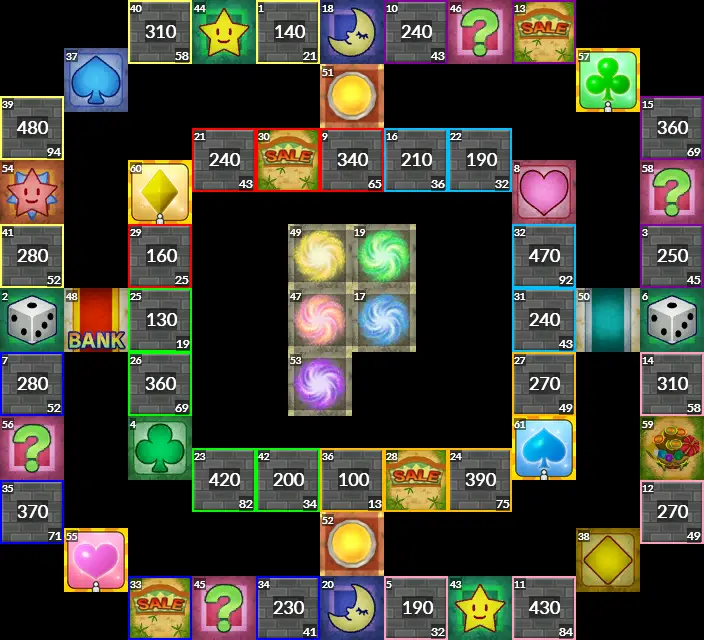 40 44 1 18 10 46 13
310 140 240 SALE
58 21 43
37 51 57
39 15
480 360
94 69
21 30 9 16 22
240 SALE 340 210 190
43 65 36 32
54 60 8 58
41 29 49 19 32 3
280 160 470 250
52 25 92 45
2 48 25 47 17 31 50 6
130 240
BANK 19 43
7 26 53 27 14
280 360 270 310
52 69 49 58
56 4 61 59
23 42 36 28 24
420 200 100 SALE 390
82 34 13 75
35 12
370 270
71 49
52
55 38
33 45 34 20 5 43 11
SALE 230 190 430
41 32 84